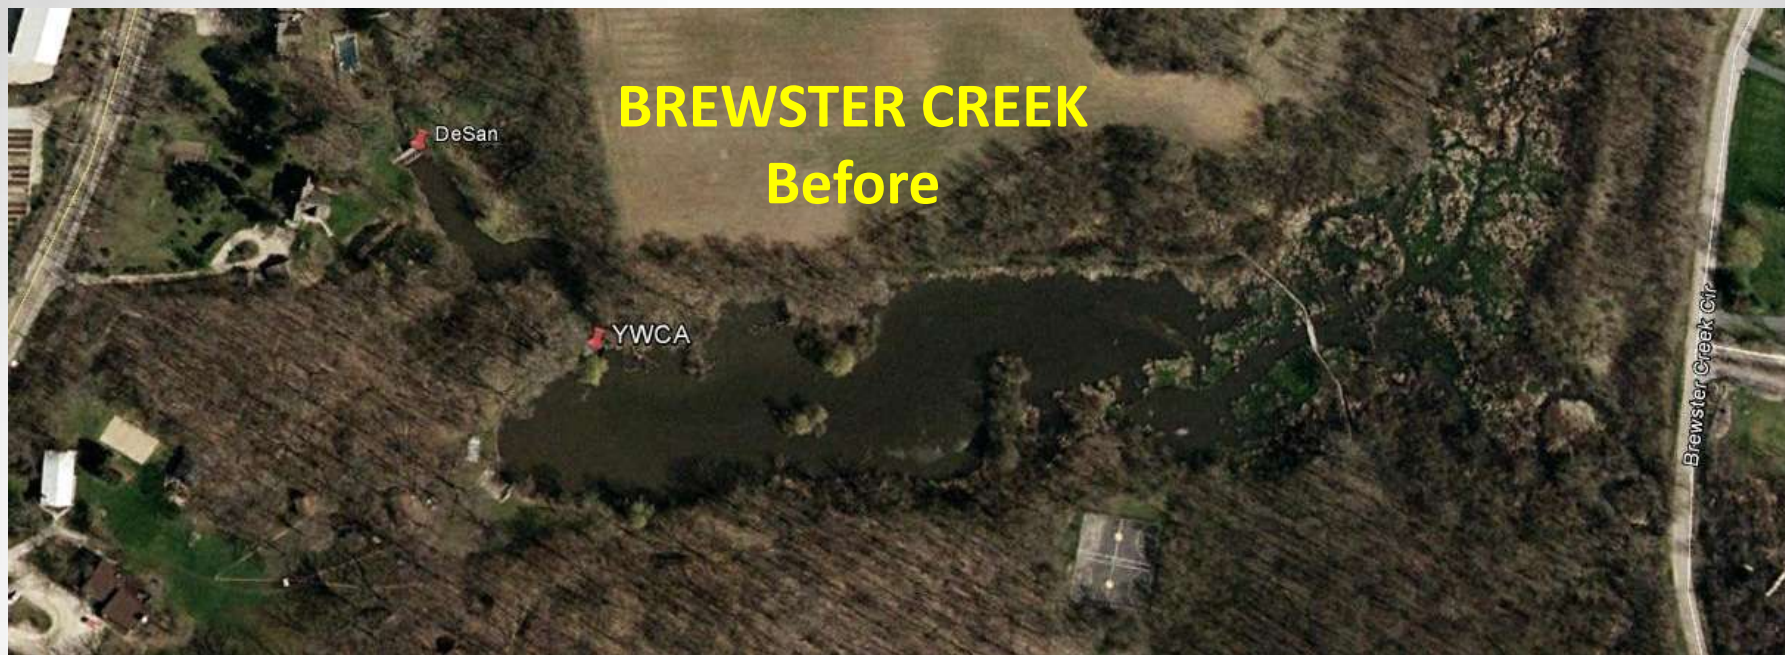 BREWSTER CREEK
Before
DeSan
YWCA
Brewster Creek Cir